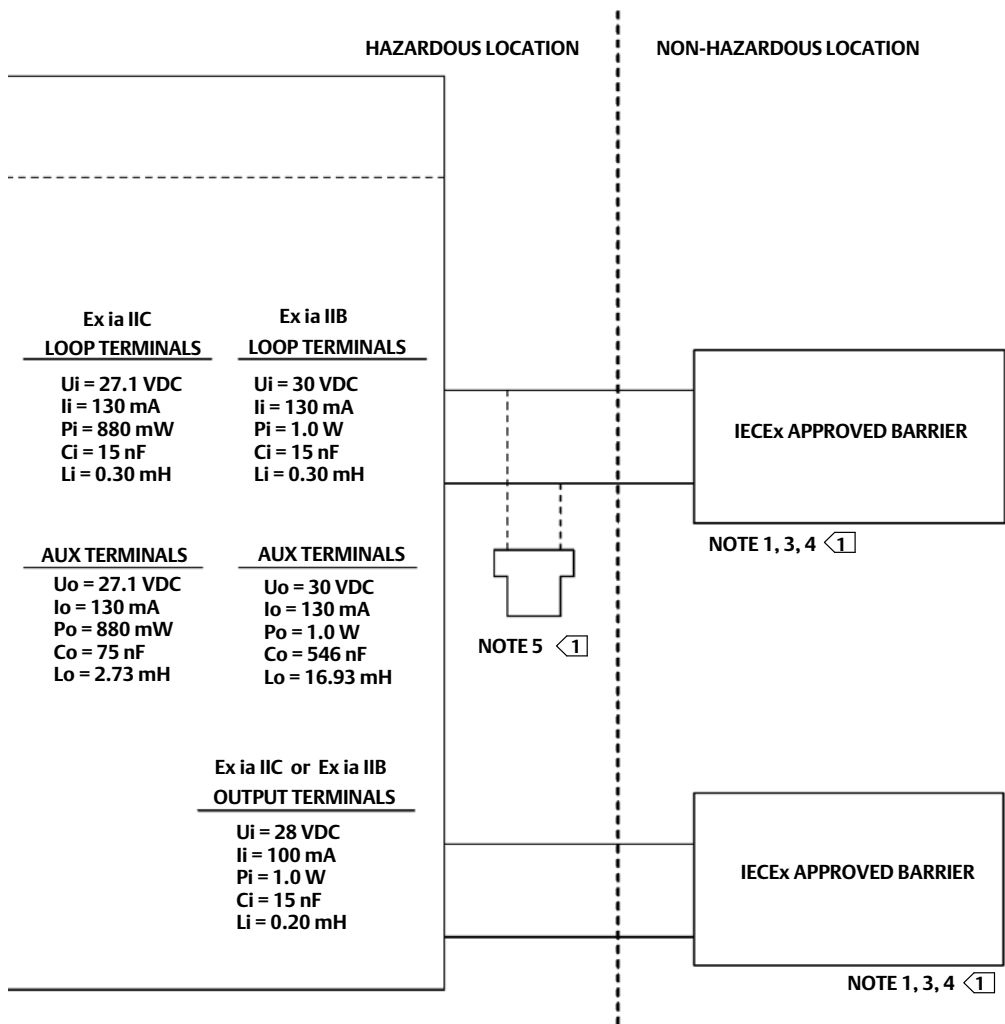 HAZARDOUS LOCATION
NON-HAZARDOUS LOCATION
Ex ia IIC
LOOP TERMINALS
Ui = 27.1 VDC
Ii = 130 mA
Pi = 880 mW
Ci = 15 nF
Li = 0.30 mH
Ex ia IIB
LOOP TERMINALS
Ui = 30 VDC
Ii = 130 mA
Pi = 1.0 W
Ci = 15 nF
Li = 0.30 mH
IECEx APPROVED BARRIER
NOTE 1, 3, 4 1
AUX TERMINALS
Uo = 27.1 VDC
Io = 130 mA
Po = 880 mW
Co = 75 nF
Lo = 2.73 mH
AUX TERMINALS
Uo = 30 VDC
Io = 130 mA
Po = 1.0 W
Co = 546 nF
Lo = 16.93 mH
NOTE 5 1
Ex ia IIC or Ex ia IIB
OUTPUT TERMINALS
Ui = 28 VDC
Ii = 100 mA
Pi = 1.0 W
Ci = 15 nF
Li = 0.20 mH
IECEx APPROVED BARRIER
NOTE 1, 3, 4 1